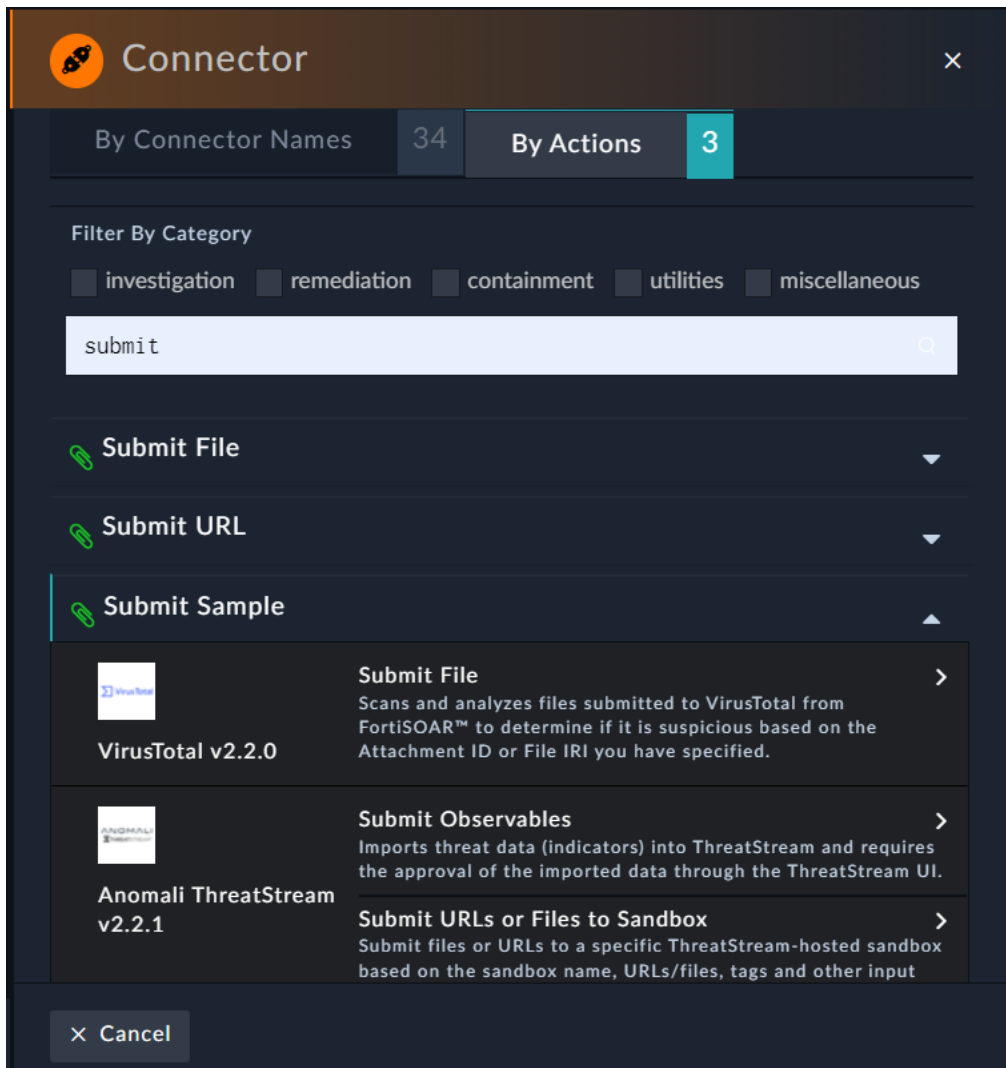 Connector
By Connector Names 34 By Actions 3
Filter By Category
investigation remediation containment utilities miscellaneous
submit
Submit File
Submit URL
Submit Sample
VirusTotal
VirusTotal v2.2.0
Submit File
Scans and analyzes files submitted to VirusTotal from
FortiSOAR™ to determine if it is suspicious based on the
Attachment ID or File IRI you have specified.
ANOMALI
THREATSTREAM
Anomali ThreatStream
v2.2.1
Submit Observables
Imports threat data (indicators) into ThreatStream and requires
the approval of the imported data through the ThreatStream UI.
Submit URLs or Files to Sandbox
Submit files or URLs to a specific ThreatStream-hosted sandbox
based on the sandbox name, URLs/files, tags and other input
Cancel